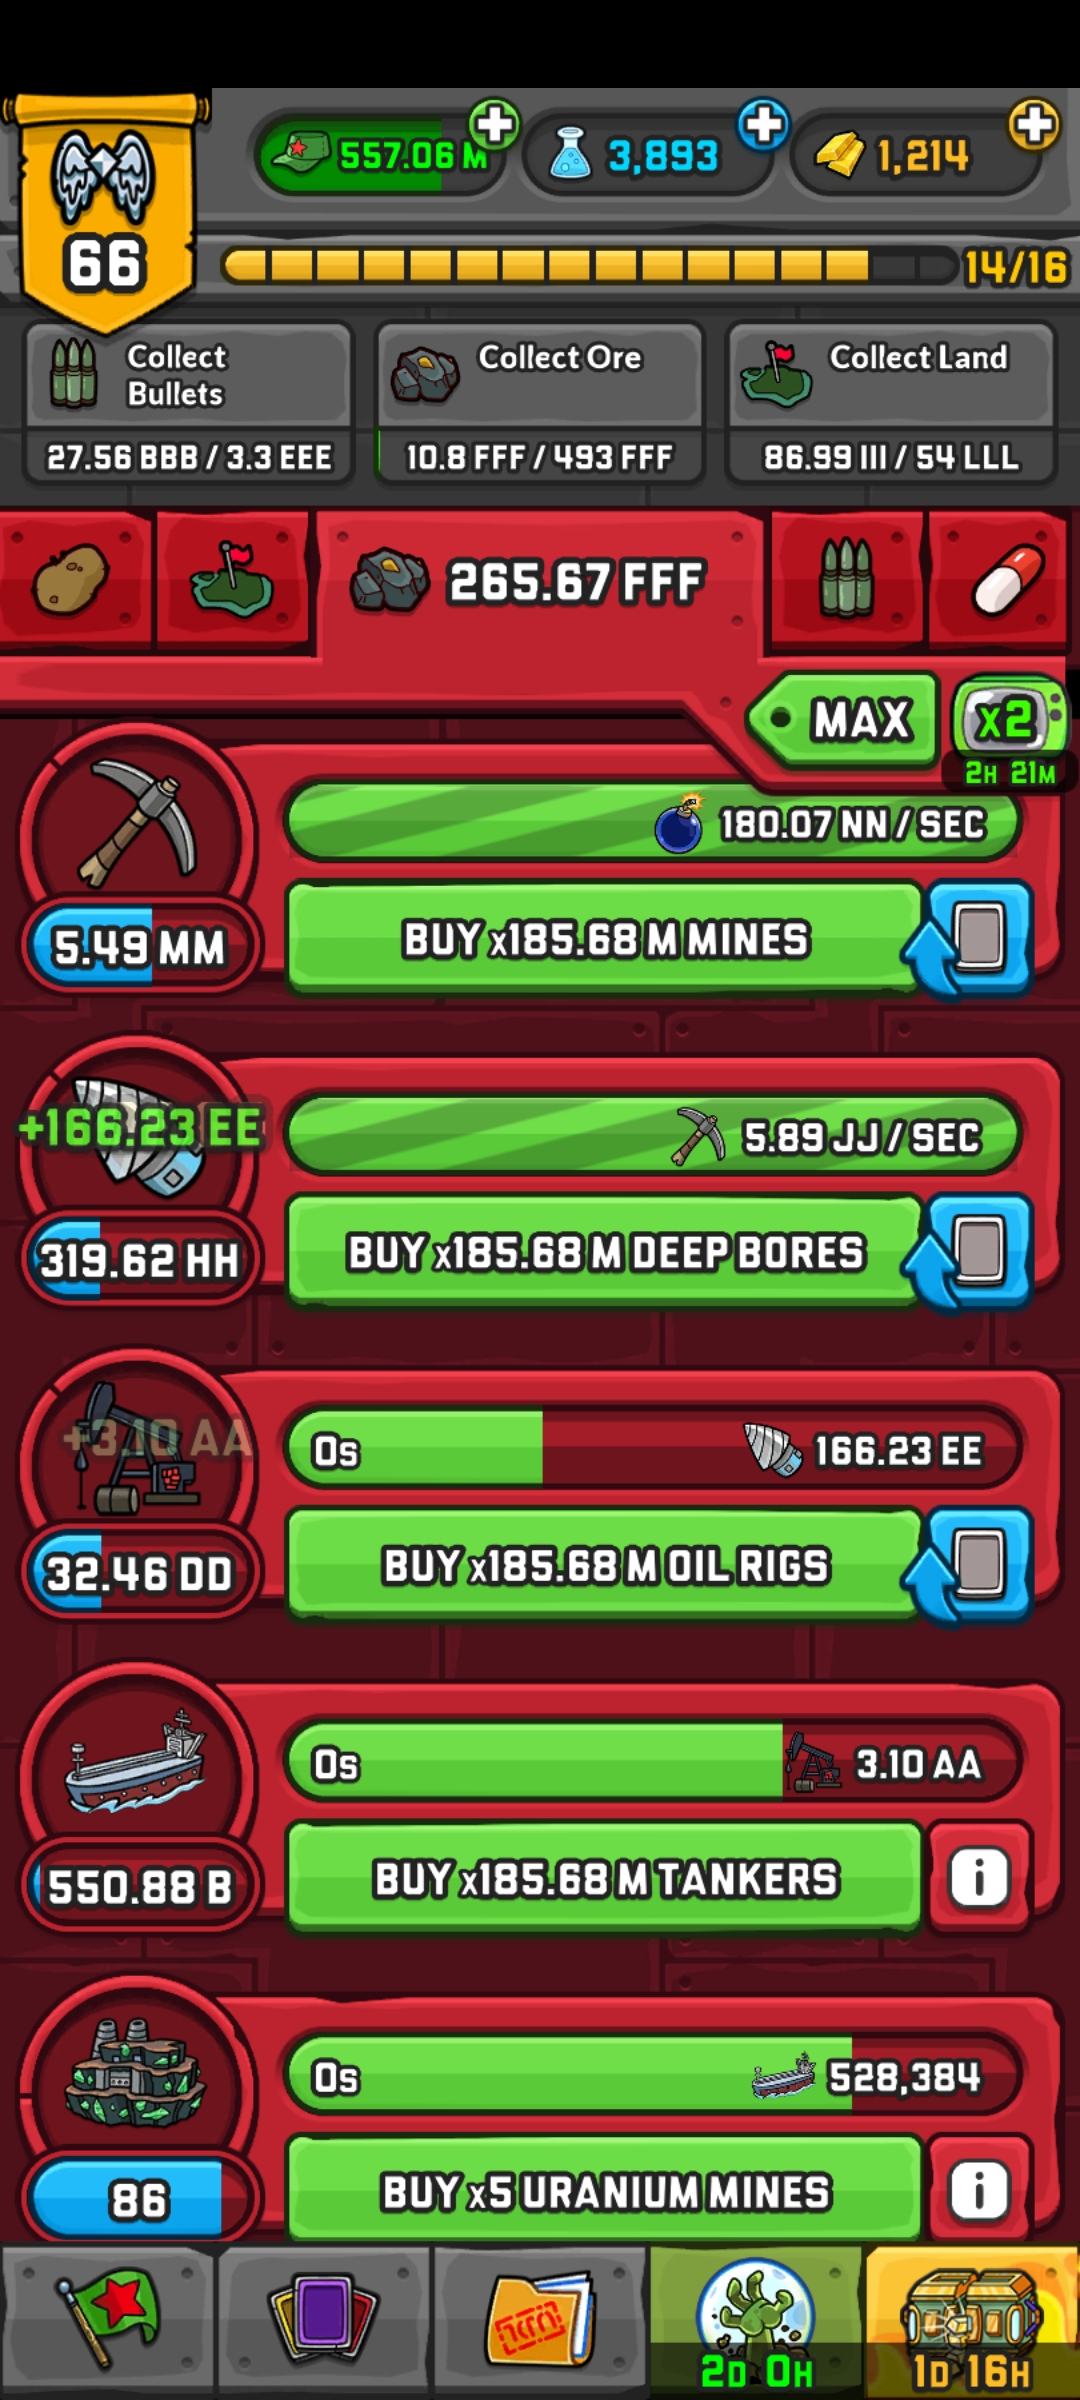 557.06 M
3,893
1,214
66
14/16
Collect
Bullets
27.56 BBB / 3.3 EEE
Collect Ore
10.8 FFF / 493 FFF
Collect Land
86.99 III / 54 LLL
265.67 FFF
MAX
x2
2H 21M
180.07 NN / SEC
5.49 MM
BUY x185.68 M MINES
+166.23 EE
5.89 JJ / SEC
319.62 HH
BUY x185.68 M DEEP BORES
+3.10 AA
0s
166.23 EE
32.46 DD
BUY x185.68 M OIL RIGS
0s
3.10 AA
550.88 B
BUY x185.68 M TANKERS
i
0s
528,384
86
BUY x5 URANIUM MINES
i
2D 0H
1D 16H